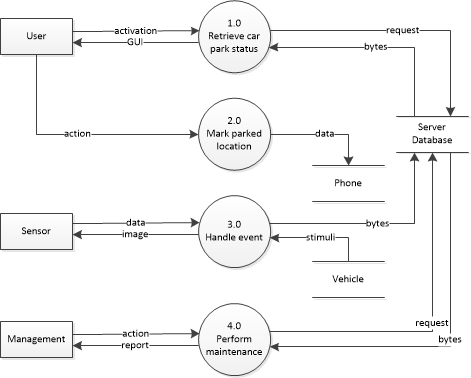 User
activation
GUI
1.0
Retrieve car
park status
request
bytes
action
2.0
Mark parked
location
data
Phone
Server
Database
Sensor
data
image
3.0
Handle event
bytes
stimuli
Vehicle
Management
action
report
4.0
Perform
maintenance
request
bytes